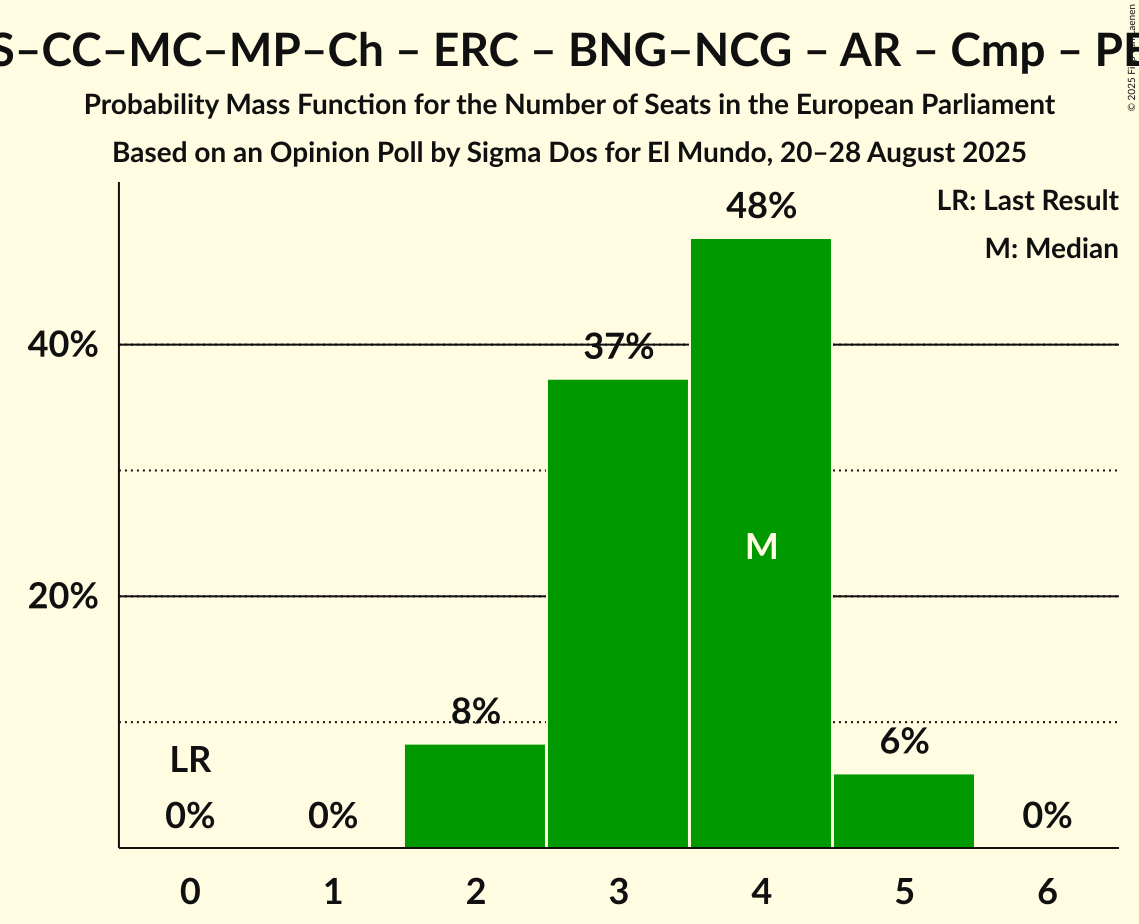 S–CC–MC–MP–Ch – ERC – BNG–NCG – AR – Cmp – PE
Probability Mass Function for the Number of Seats in the European Parliament
Based on an Opinion Poll by Sigma Dos for El Mundo, 20–28 August 2025
LR: Last Result
M: Median
48%
40%
37%
M
20%
8%
6%
LR
0%
0%
0%
0 1 2 3 4 5 6
© 2025